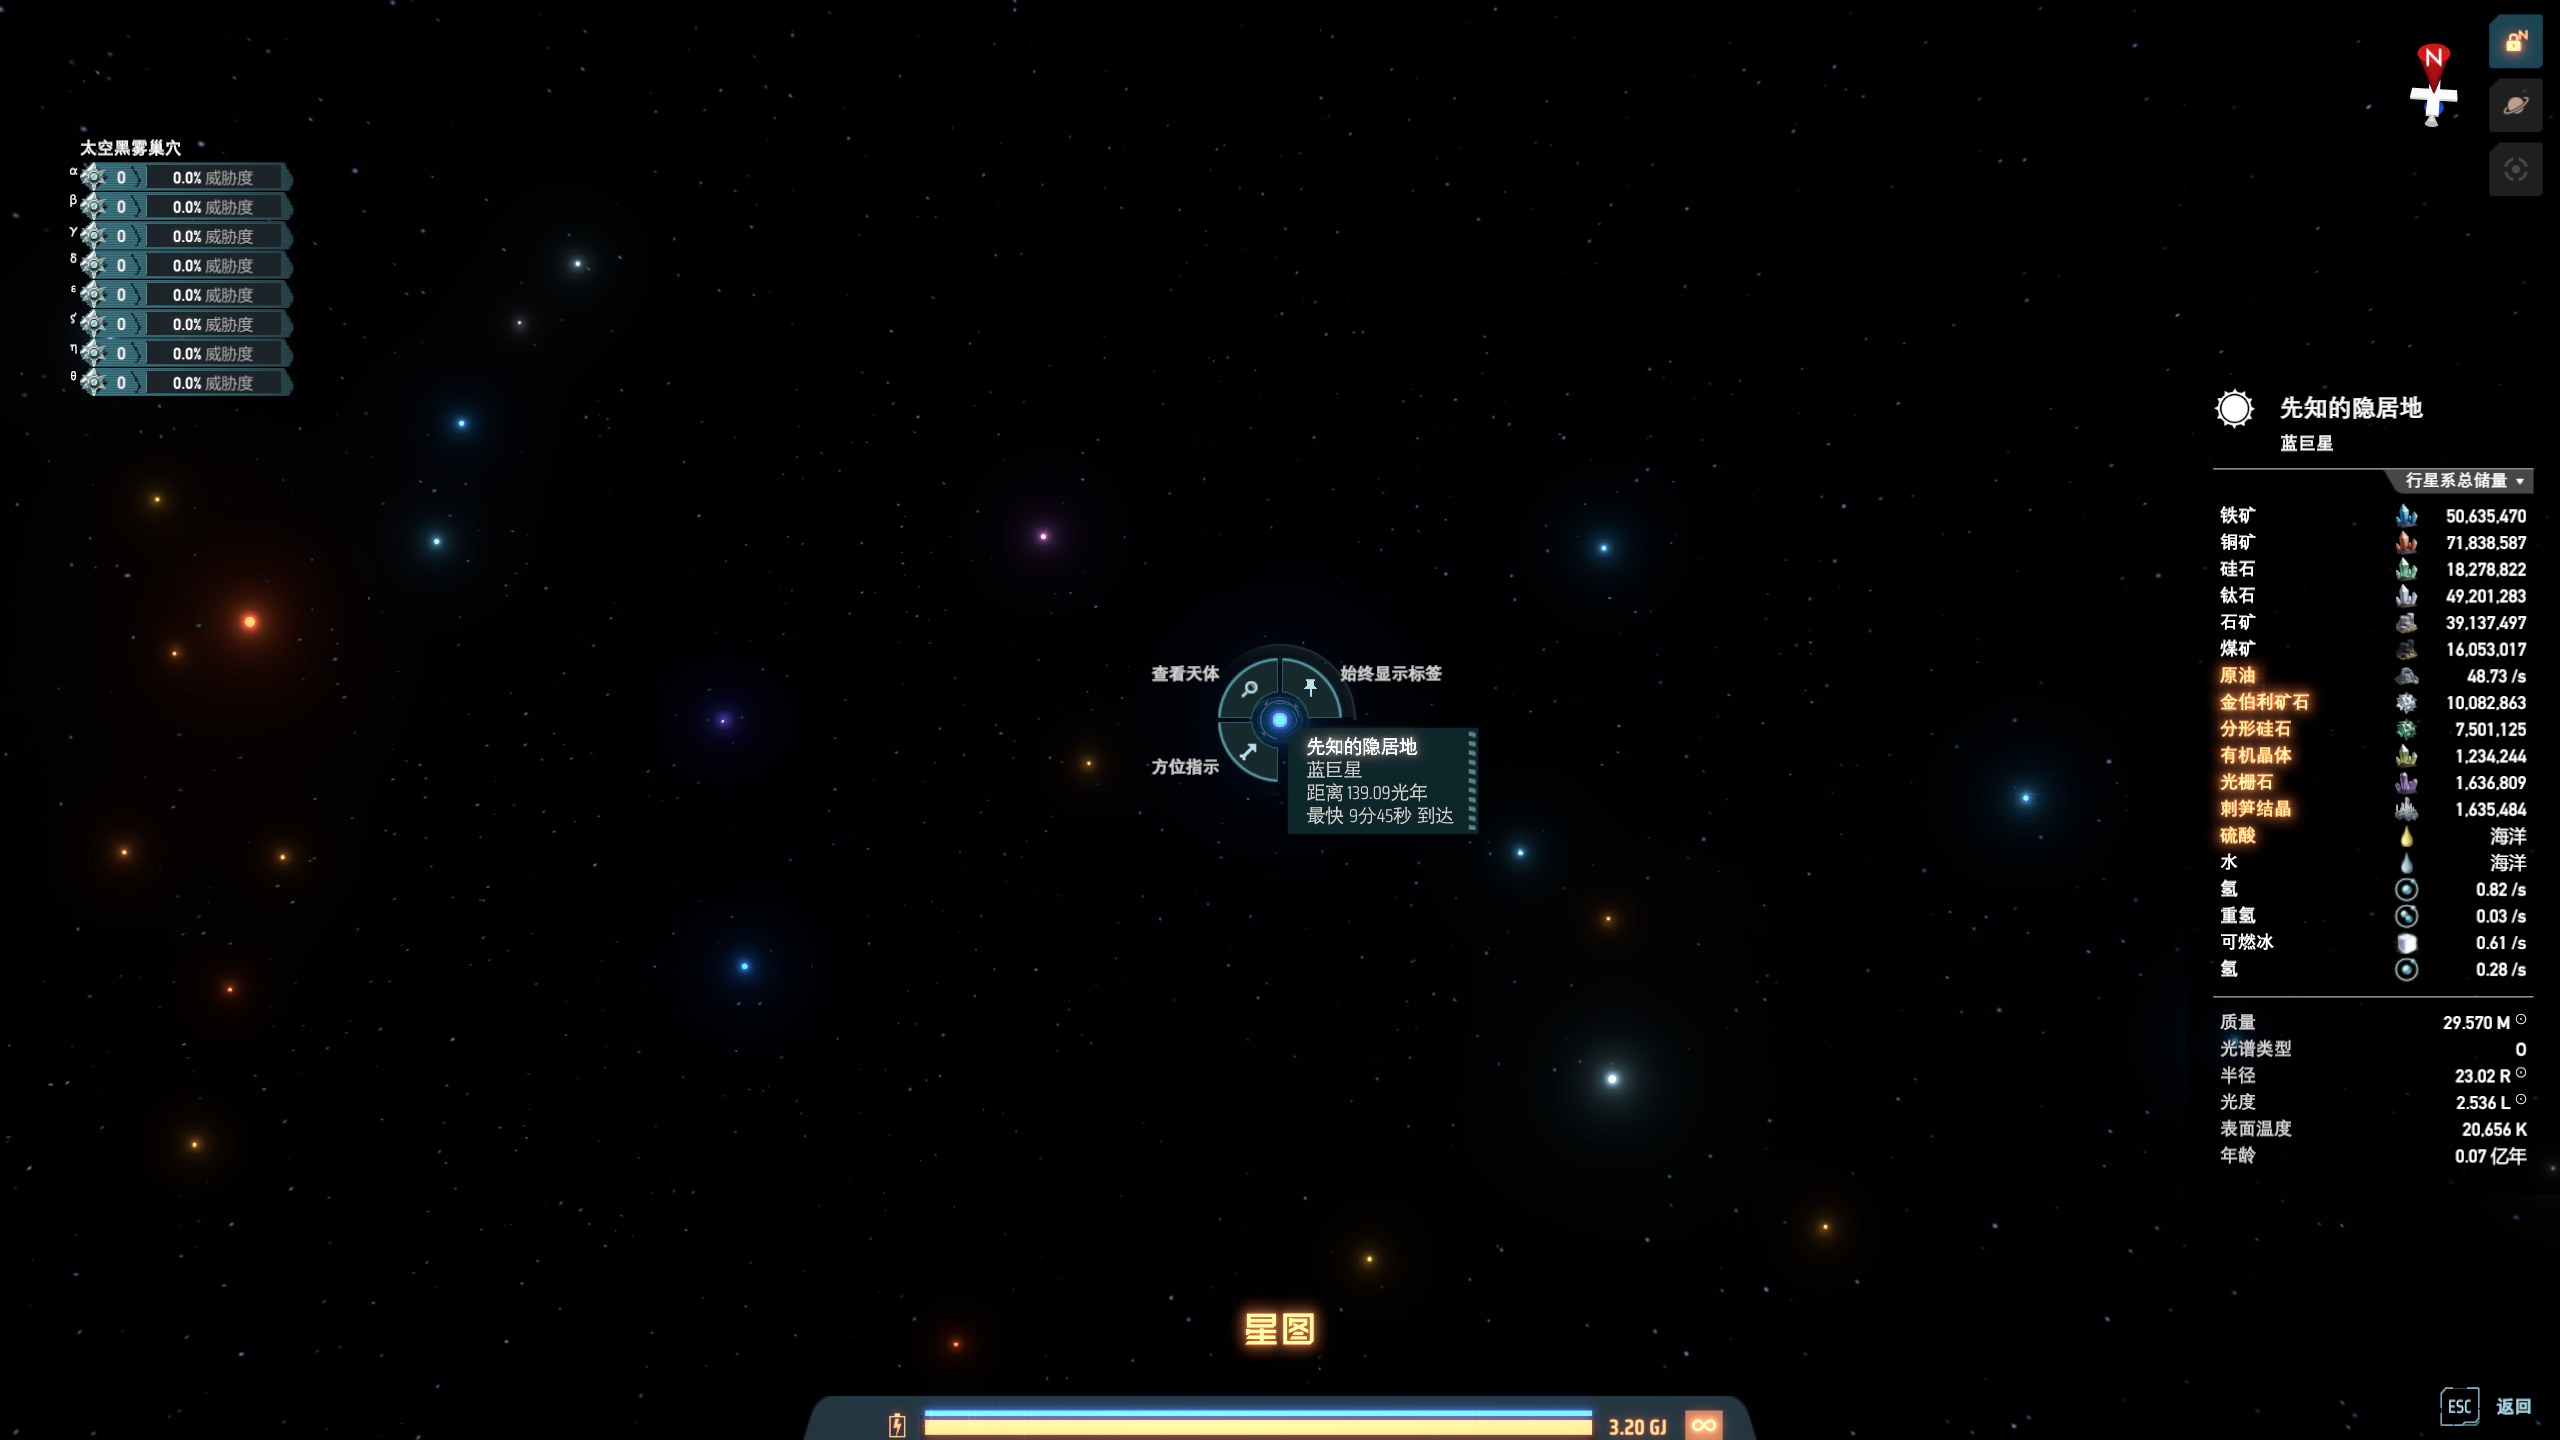 N
N
太空黑雾巢穴
α 0 0.0% 威胁度
β 0 0.0% 威胁度
γ 0 0.0% 威胁度
δ 0 0.0% 威胁度
ε 0 0.0% 威胁度
ζ 0 0.0% 威胁度
η 0 0.0% 威胁度
θ 0 0.0% 威胁度
查看天体
始终显示标签
方位指示
先知的隐居地
蓝巨星
距离 139.09光年
最快 9分45秒 到达
先知的隐居地
蓝巨星
行星系总储量
铁矿 50,635,470
铜矿 71,838,587
硅石 18,278,822
钛石 49,201,283
石矿 39,137,497
煤矿 16,053,017
原油 48.73 /s
金伯利矿石 10,082,863
分形硅石 7,501,125
有机晶体 1,234,244
光栅石 1,636,809
刺笋结晶 1,635,484
硫酸 海洋
水 海洋
氢 0.82 /s
重氢 0.03 /s
可燃冰 0.61 /s
氢 0.28 /s
质量 29.570 M☉
光谱类型 O
半径 23.02 R☉
光度 2.536 L☉
表面温度 20,656 K
年龄 0.07 亿年
星图
3.20 GJ ∞
ESC 返回